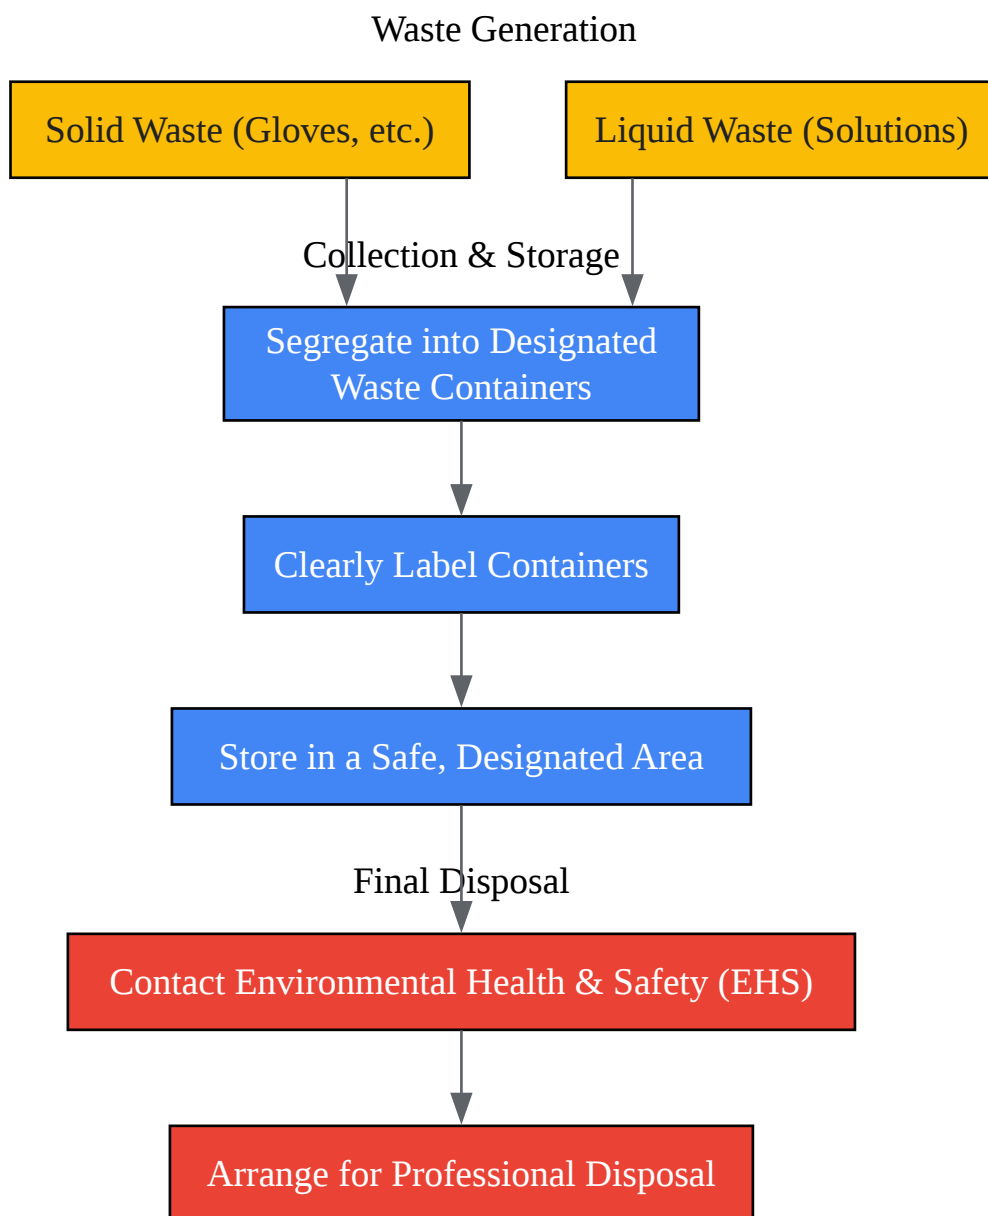 Waste Generation
Solid Waste (Gloves, etc.)
Liquid Waste (Solutions)
Collection & Storage
Segregate into Designated
Waste Containers
Clearly Label Containers
Store in a Safe, Designated Area
Final Disposal
Contact Environmental Health & Safety (EHS)
Arrange for Professional Disposal